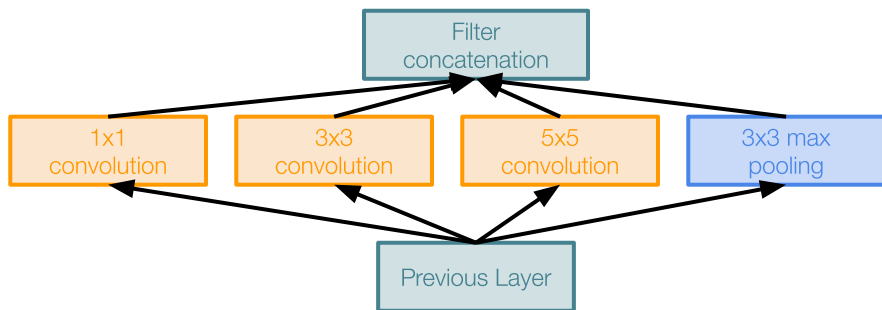 Filter
concatenation
1x1
convolution
3x3
convolution
5x5
convolution
3x3 max
pooling
Previous Layer